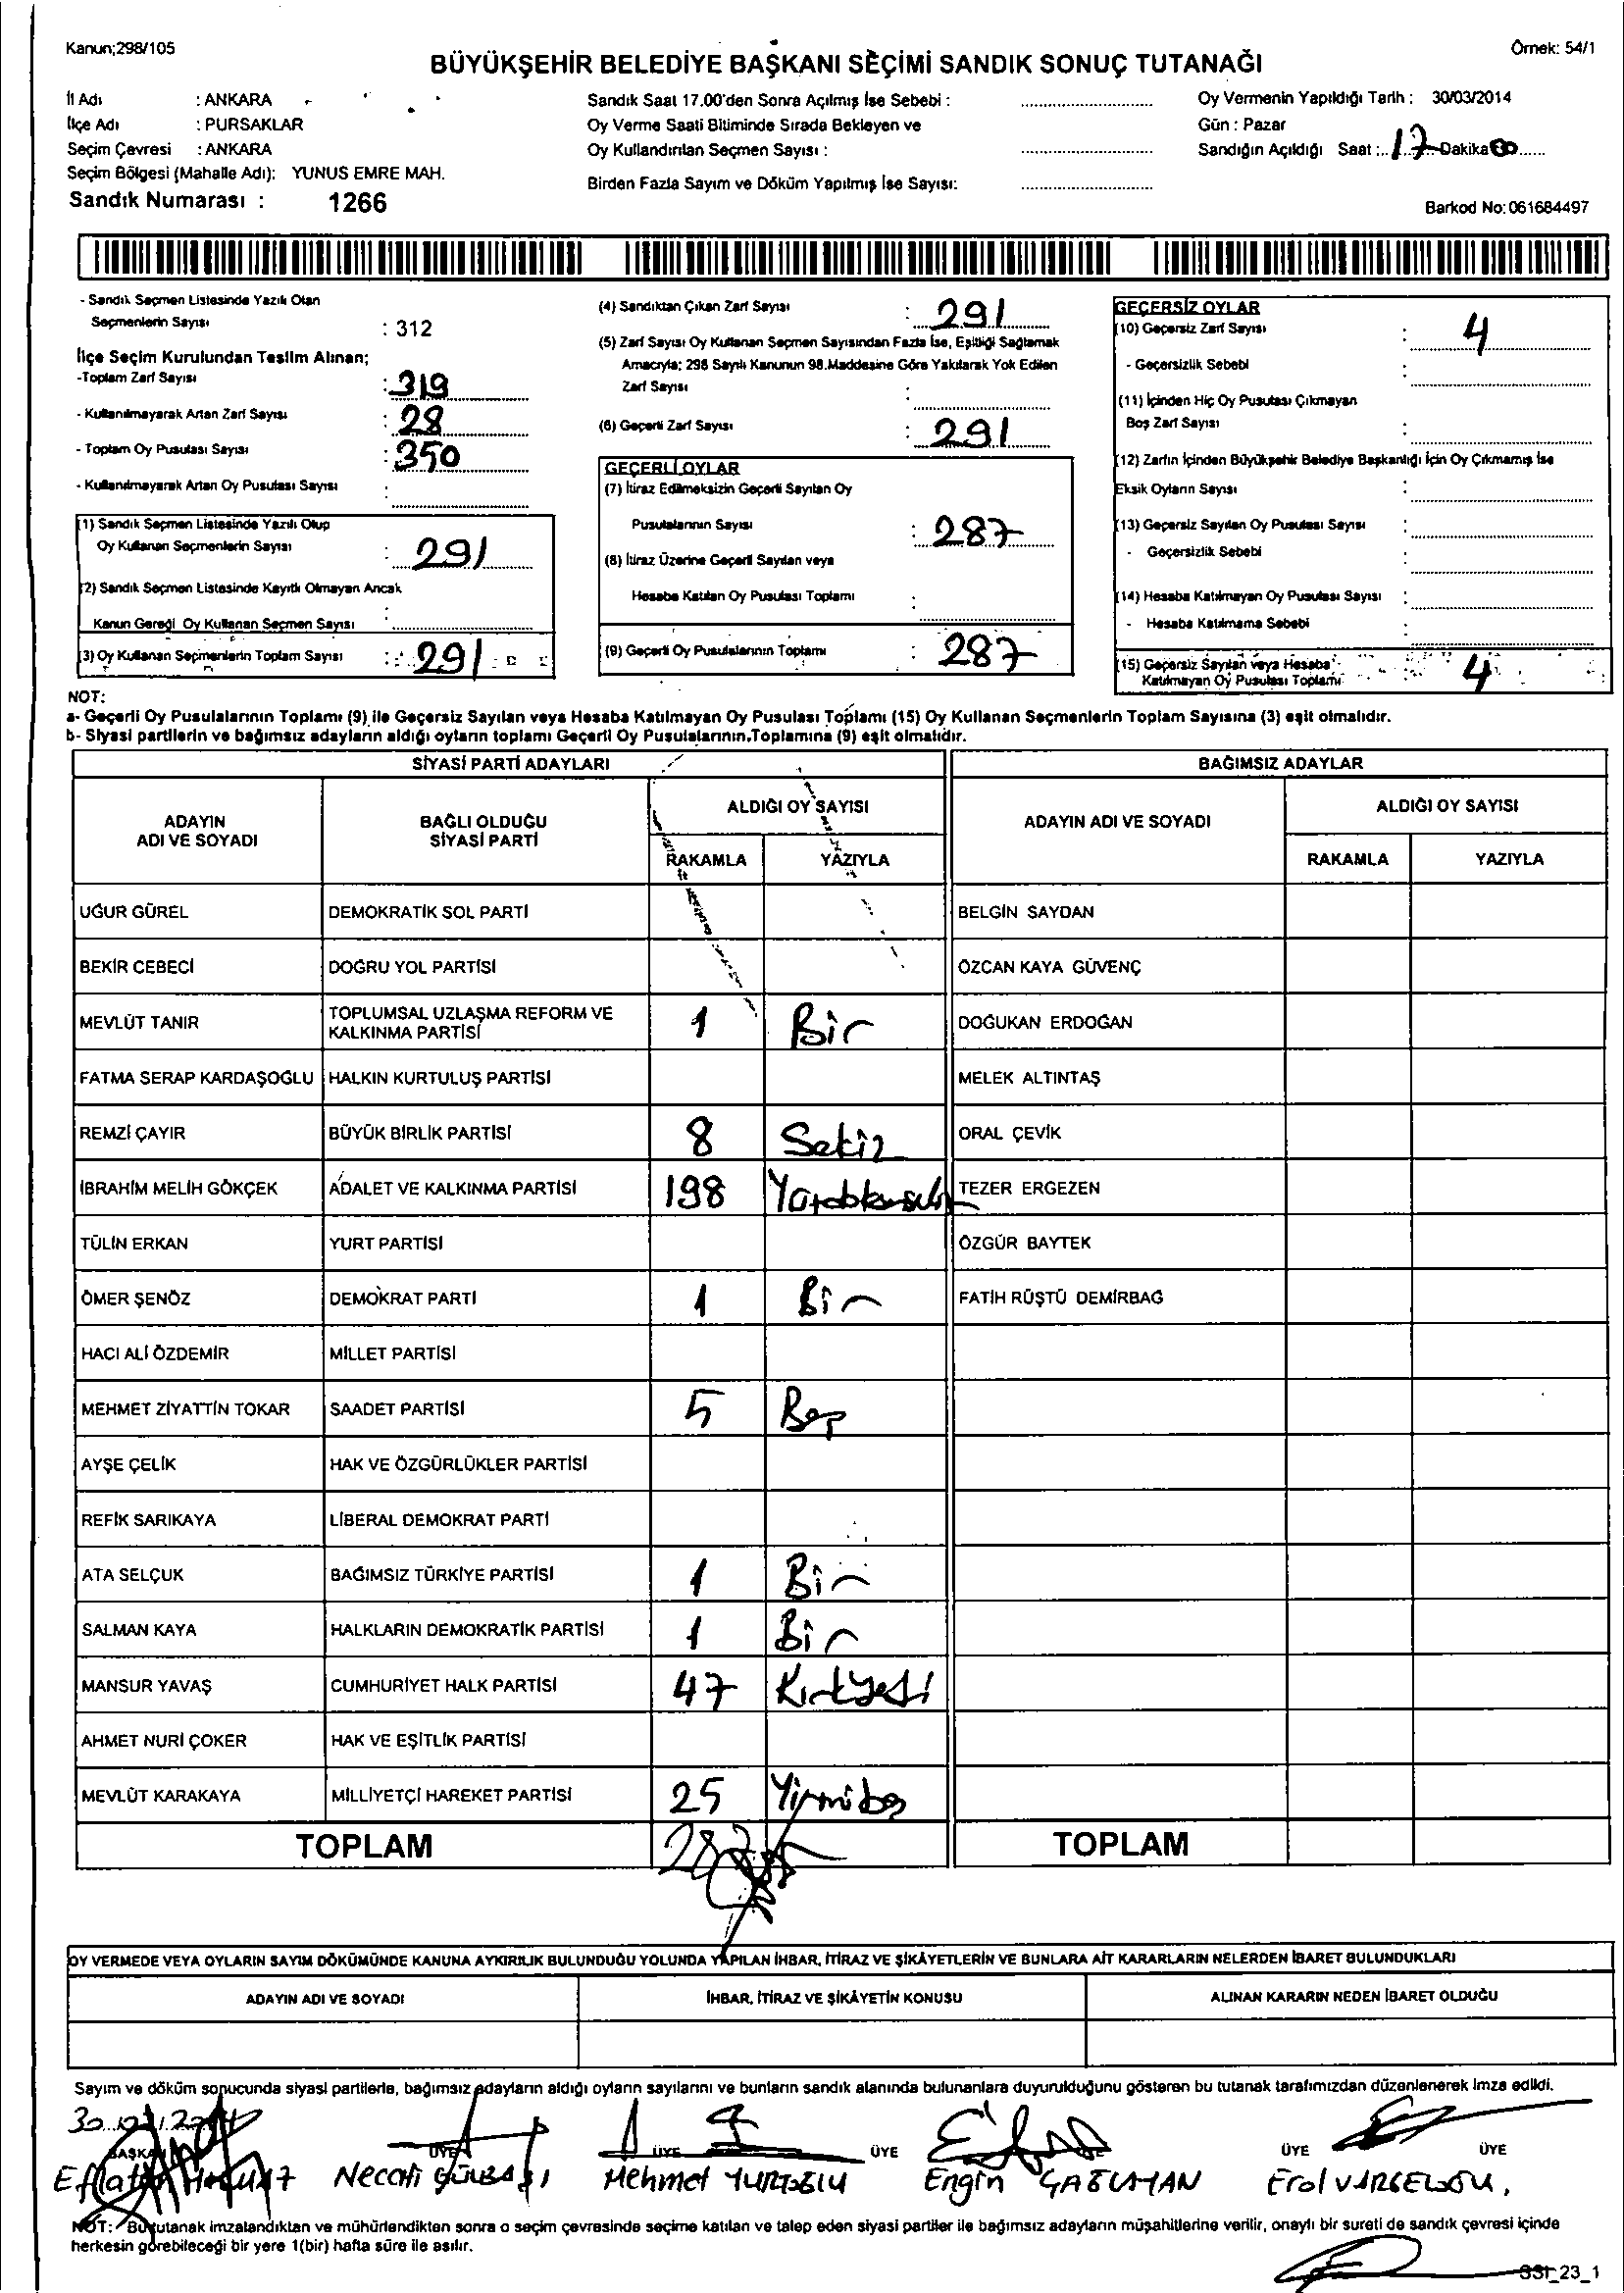 Kanun;298/105
Örnek: 54/1
BÜYÜKŞEHİR BELEDİYE BAŞKANI SEÇİMİ SANDIK SONUÇ TUTANAĞI
İl Adı : ANKARA
İlçe Adı : PURSAKLAR
Seçim Çevresi : ANKARA
Seçim Bölgesi (Mahalle Adı): YUNUS EMRE MAH.
Sandık Numarası : 1266
Sandık Saat 17.00'den Sonra Açılmış İse Sebebi :
Oy Verme Saati Bitiminde Sırada Bekleyen ve
Oy Kullandırılan Seçmen Sayısı :
Birden Fazla Sayım ve Döküm Yapılmış İse Sayısı:
Oy Vermenin Yapıldığı Tarih : 30/03/2014
Gün : Pazar
Sandığın Açıldığı Saat : 17 Dakika
Barkod No:061684497
- Sandık Seçmen Listesinde Yazılı Olan
Seçmenlerin Sayısı : 312
İlçe Seçim Kurulundan Teslim Alınan;
-Toplam Zarf Sayısı : 319
- Kullanılmayarak Artan Zarf Sayısı : 28
- Toplam Oy Pusulası Sayısı : 350
- Kullanılmayarak Artan Oy Pusulası Sayısı :
(1) Sandık Seçmen Listesinde Yazılı Olup
Oy Kullanan Seçmenlerin Sayısı : 291
(2) Sandık Seçmen Listesinde Kayıtlı Olmayan Ancak
Kanun Gereği Oy Kullanan Seçmen Sayısı :
(3) Oy Kullanan Seçmenlerin Toplam Sayısı : 291
(4) Sandıktan Çıkan Zarf Sayısı : 291
(5) Zarf Sayısı Oy Kullanan Seçmen Sayısından Fazla İse, Eşitliği Sağlamak
Amacıyla; 298 Sayılı Kanunun 98.Maddesine Göre Yakılarak Yok Edilen
Zarf Sayısı :
(6) Geçerli Zarf Sayısı : 291
GEÇERLİ OYLAR
(7) İtiraz Edilmeksizin Geçerli Sayılan Oy
Pusulalarının Sayısı : 287
(8) İtiraz Üzerine Geçerli Sayılan veya
Hesaba Katılan Oy Pusulası Toplamı :
(9) Geçerli Oy Pusulalarının Toplamı : 287
GEÇERSİZ OYLAR
(10) Geçersiz Zarf Sayısı : 4
- Geçersizlik Sebebi :
(11) İçinden Hiç Oy Pusulası Çıkmayan
Boş Zarf Sayısı :
(12) Zarfın İçinden Büyükşehir Belediye Başkanlığı İçin Oy Çıkmamış İse
Eksik Oyların Sayısı :
(13) Geçersiz Sayılan Oy Pusulası Sayısı :
- Geçersizlik Sebebi :
(14) Hesaba Katılmayan Oy Pusulası Sayısı :
- Hesaba Katılmama Sebebi :
(15) Geçersiz Sayılan veya Hesaba
Katılmayan Oy Pusulası Toplamı : 4
NOT:
a- Geçerli Oy Pusulalarının Toplamı (9) ile Geçersiz Sayılan veya Hesaba Katılmayan Oy Pusulası Toplamı (15) Oy Kullanan Seçmenlerin Toplam Sayısına (3) eşit olmalıdır.
b- Siyasi partilerin ve bağımsız adayların aldığı oyların toplamı Geçerli Oy Pusulalarının Toplamına (9) eşit olmalıdır.
SİYASİ PARTİ ADAYLARI BAĞIMSIZ ADAYLAR
ADAYIN ADI VE SOYADI BAĞLI OLDUĞU SİYASİ PARTİ ALDIĞI OY SAYISI ADAYIN ADI VE SOYADI ALDIĞI OY SAYISI
RAKAMLA YAZIYLA RAKAMLA YAZIYLA
UĞUR GÜREL DEMOKRATİK SOL PARTİ BELGİN SAYDAN
BEKİR CEBECİ DOĞRU YOL PARTİSİ ÖZCAN KAYA GÜVENÇ
MEVLÜT TANIR TOPLUMSAL UZLAŞMA REFORM VE KALKINMA PARTİSİ 1 Bir DOĞUKAN ERDOĞAN
FATMA SERAP KARDAŞOĞLU HALKIN KURTULUŞ PARTİSİ MELEK ALTINTAŞ
REMZİ ÇAYIR BÜYÜK BİRLİK PARTİSİ 8 Sekiz ORAL ÇEVİK
İBRAHİM MELİH GÖKÇEK ADALET VE KALKINMA PARTİSİ 198 TEZER ERGEZEN
TÜLİN ERKAN YURT PARTİSİ ÖZGÜR BAYTEK
ÖMER ŞENÖZ DEMOKRAT PARTİ 1 Bir FATİH RÜŞTÜ DEMİRBAĞ
HACI ALİ ÖZDEMİR MİLLET PARTİSİ
MEHMET ZİYATTİN TOKAR SAADET PARTİSİ 5 Beş
AYŞE ÇELİK HAK VE ÖZGÜRLÜKLER PARTİSİ
REFİK SARIKAYA LİBERAL DEMOKRAT PARTİ
ATA SELÇUK BAĞIMSIZ TÜRKİYE PARTİSİ 1 Bir
SALMAN KAYA HALKLARIN DEMOKRATİK PARTİSİ 1 Bir
MANSUR YAVAŞ CUMHURİYET HALK PARTİSİ 47 Kırkyedi
AHMET NURİ ÇOKER HAK VE EŞİTLİK PARTİSİ
MEVLÜT KARAKAYA MİLLİYETÇİ HAREKET PARTİSİ 25 Yirmibeş
TOPLAM 287 TOPLAM
OY VERMEDE VEYA OYLARIN SAYIM DÖKÜMÜNDE KANUNA AYKIRILIK BULUNDUĞU YOLUNDA YAPILAN İHBAR, İTİRAZ VE ŞİKÂYETLERİN VE BUNLARA AİT KARARLARIN NELERDEN İBARET BULUNDUKLARI
ADAYIN ADI VE SOYADI İHBAR, İTİRAZ VE ŞİKÂYETİN KONUSU ALINAN KARARIN NEDEN İBARET OLDUĞU
Sayım ve döküm sonucunda siyasi partilerle, bağımsız adayların aldığı oyların sayılarını ve bunların sandık alanında bulunanlara duyurulduğunu gösteren bu tutanak tarafımızdan düzenlenerek imza edildi.
BAŞKAN ÜYE ÜYE ÜYE ÜYE ÜYE
Necati Mehmet Engin ÇAĞLAYAN Erol
NOT: Bu tutanak imzalandıktan ve mühürlendikten sonra o seçim çevresinde seçime katılan ve talep eden siyasi partiler ile bağımsız adayların müşahitlerine verilir, onaylı bir sureti de sandık çevresi içinde
herkesin görebileceği bir yere 1(bir) hafta süre ile asılır.
SSI_23_1